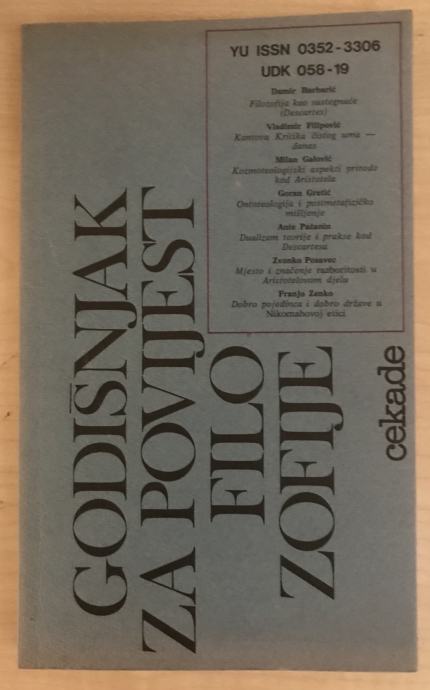 YU ISSN 0352-3306
UDK 058-19
Damir Barbarić
Filozofija kao sustegnuće
(Descartes)
Vladimir Filipović
Kantova Kritika čistog uma —
danas
Milan Galović
Kozmoteologijski aspekti prirode
kod Aristotela
Goran Gretić
Ontoteologija i postmetafizičko
mišljenje
Ante Pažanin
Dualizam teorije i prakse kod
Descartesa
Zvonko Posavec
Mjesto i značenje razboritosti u
Aristotelovom djelu
Franjo Zenko
Dobro pojedinca i dobro države u
Nikomahovoj etici
GODIŠNJAK
ZA POVIJEST
FILO
ZOFIJE
cekade